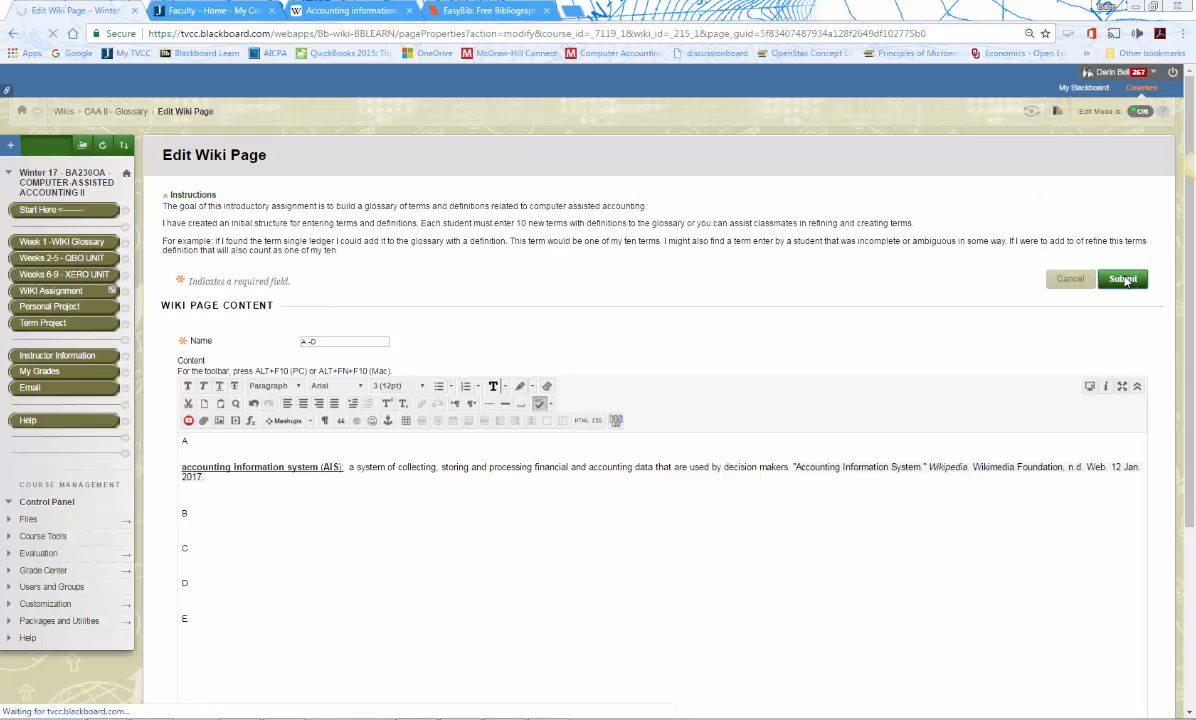 Edit Wiki Page – Winter
Faculty - Home - My Co
Accounting information
EasyBib: Free Bibliograp
Darin
Secure
https://tvcc.blackboard.com/webapps/Bb-wiki-BBLEARN/pageProperties?action=modify&course_id=_7119_1&wiki_id=_215_1&page_guid=5f83407487934a128f2649df102775b0
Apps
Google
My TVCC
Blackboard Learn
AICPA
QuickBooks 2015: The
OneDrive
McGraw-Hill Connect
Computer Accounting
discussionboard
OpenStax Concept C
Principles of Microec
Economics - Open Ed
Other bookmarks
Darin Bell 267
My Blackboard
Courses
Wikis > CAA II - Glossary > Edit Wiki Page
Edit Mode is: ON
Winter 17 - BA236OA -
COMPUTER-ASSISTED
ACCOUNTING II
Start Here <--------
Week 1 -WIKI Glossary
Weeks 2-5 - QBO UNIT
Weeks 6-9 - XERO UNIT
WIKI Assignment
Personal Project
Term Project
Instructor Information
My Grades
Email
Help
COURSE MANAGEMENT
Control Panel
Files
Course Tools
Evaluation
Grade Center
Users and Groups
Customization
Packages and Utilities
Help
Edit Wiki Page
Instructions
The goal of this introductory assignment is to build a glossary of terms and definitions related to computer assisted accounting.
I have created an initial structure for entering terms and definitions. Each student must enter 10 new terms with definitions to the glossary or you can assist classmates in refining and creating terms.
For example: if I found the term single ledger I could add it to the glossary with a definition. This term would be one of my ten terms. I might also find a term enter by a student that was incomplete or ambiguous in some way. If I were to add to of refine this terms
definition that will also count as one of my ten.
* Indicates a required field.
Cancel
Submit
WIKI PAGE CONTENT
* Name
A -D
Content
For the toolbar, press ALT+F10 (PC) or ALT+FN+F10 (Mac).
T T T T Paragraph Arial 3 (12pt)
Mashups
HTML CSS
A
accounting information system (AIS): a system of collecting, storing and processing financial and accounting data that are used by decision makers. "Accounting Information System." Wikipedia. Wikimedia Foundation, n.d. Web. 12 Jan.
2017.
B
C
D
E
Waiting for tvcc.blackboard.com...